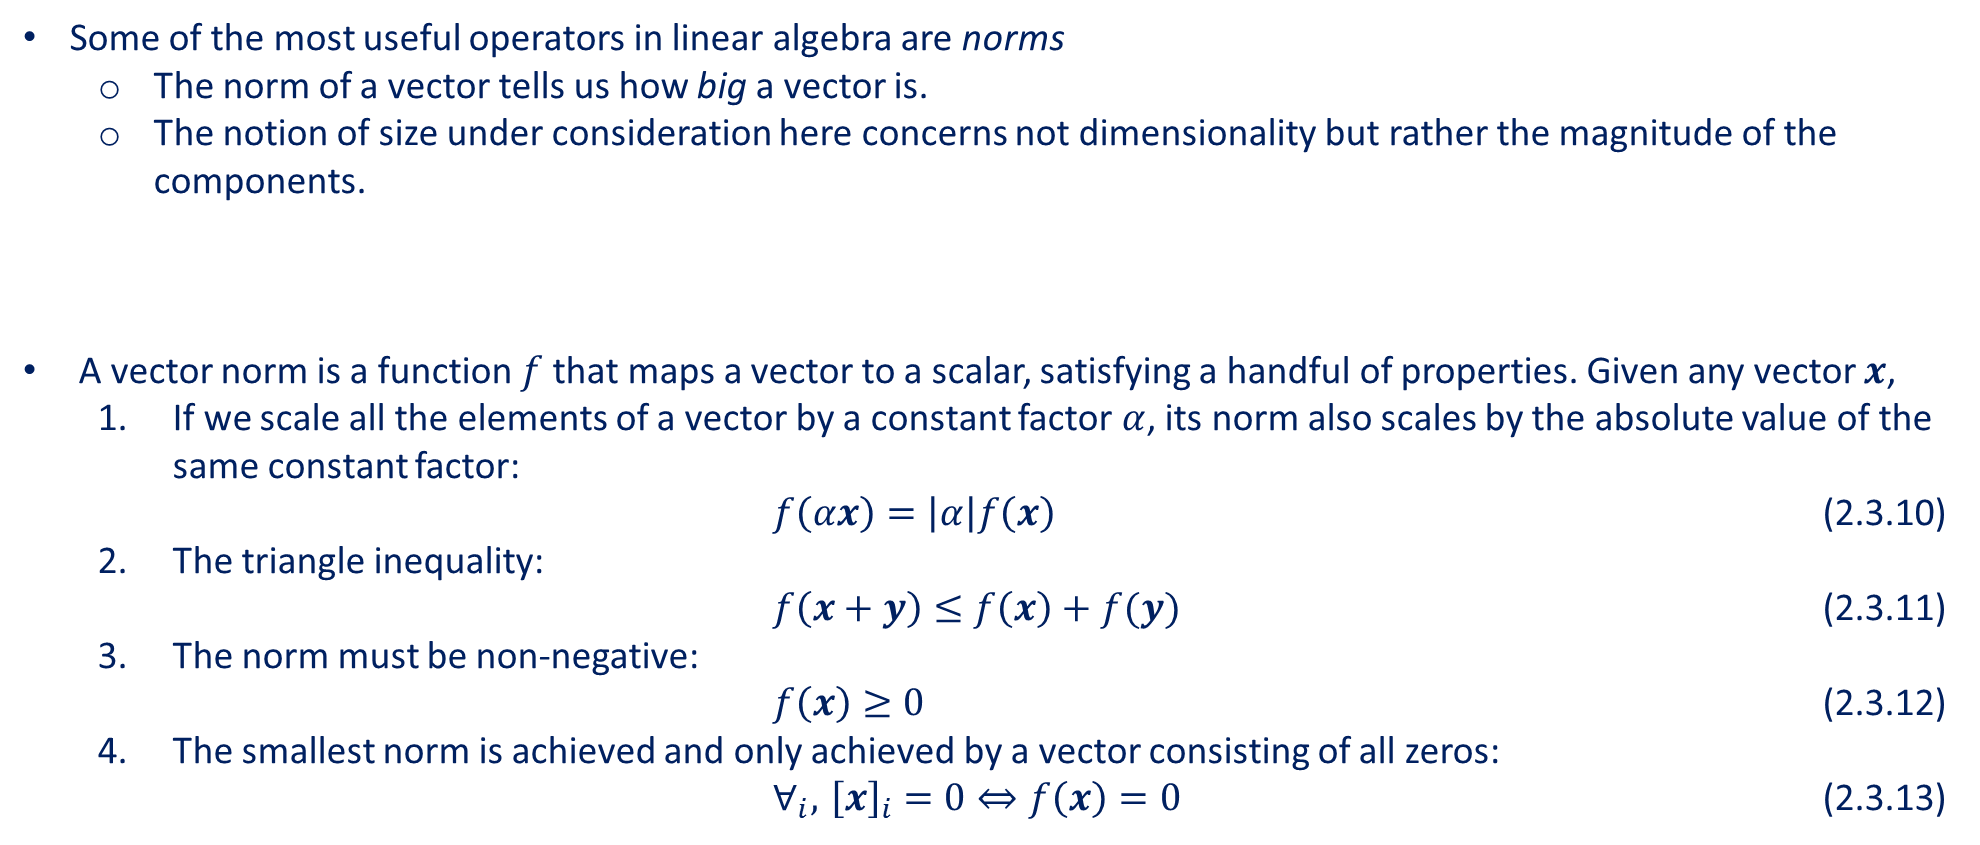 • Some of the most useful operators in linear algebra are norms
○ The norm of a vector tells us how big a vector is.
○ The notion of size under consideration here concerns not dimensionality but rather the magnitude of the
components.
• A vector norm is a function f that maps a vector to a scalar, satisfying a handful of properties. Given any vector x,
1. If we scale all the elements of a vector by a constant factor α, its norm also scales by the absolute value of the
same constant factor:
f(αx) = |α|f(x) (2.3.10)
2. The triangle inequality:
f(x + y) ≤ f(x) + f(y) (2.3.11)
3. The norm must be non-negative:
f(x) ≥ 0 (2.3.12)
4. The smallest norm is achieved and only achieved by a vector consisting of all zeros:
∀ᵢ, [x]ᵢ = 0 ⇔ f(x) = 0 (2.3.13)